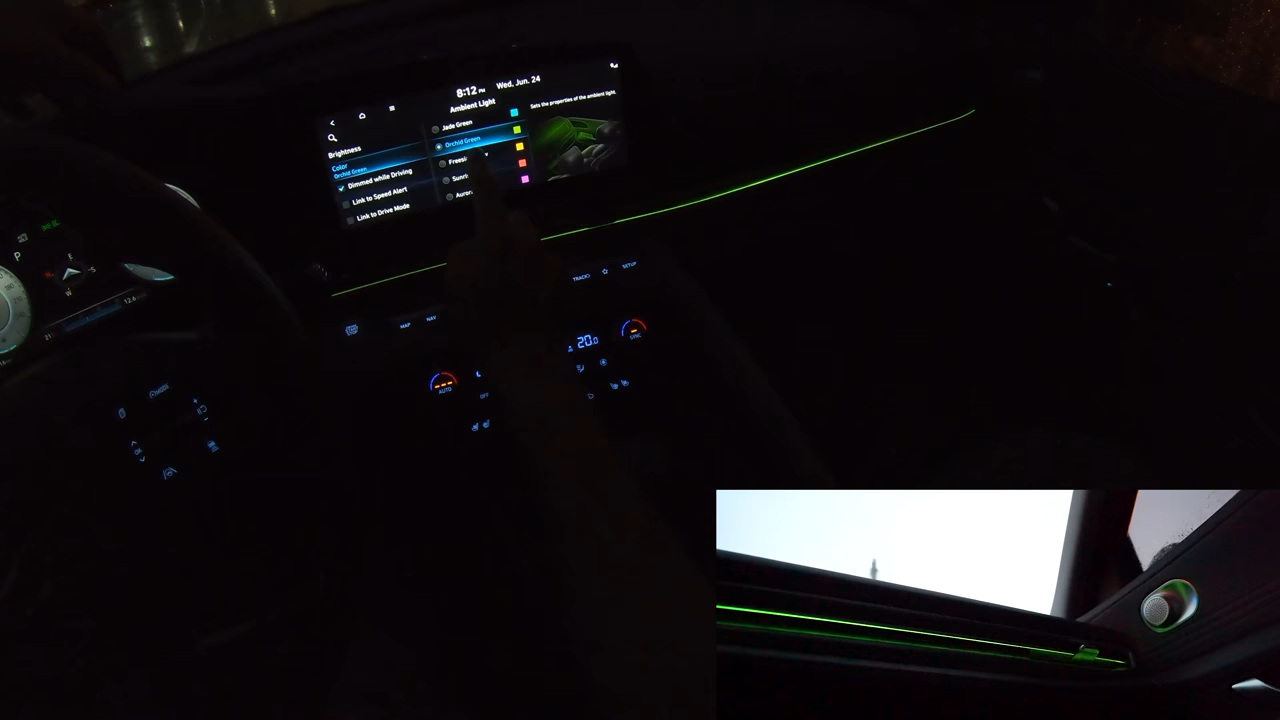 8:12 PM Wed. Jun. 24
Ambient Light
Sets the properties of the ambient light.
Brightness
Color
Orchid Green
Dimmed while Driving
Link to Speed Alert
Link to Drive Mode
Jade Green
Orchid Green
P
E
S
W
TRACK
SETUP
MAP
NAV
20.0
SYNC
AUTO
OFF
MODE
OK